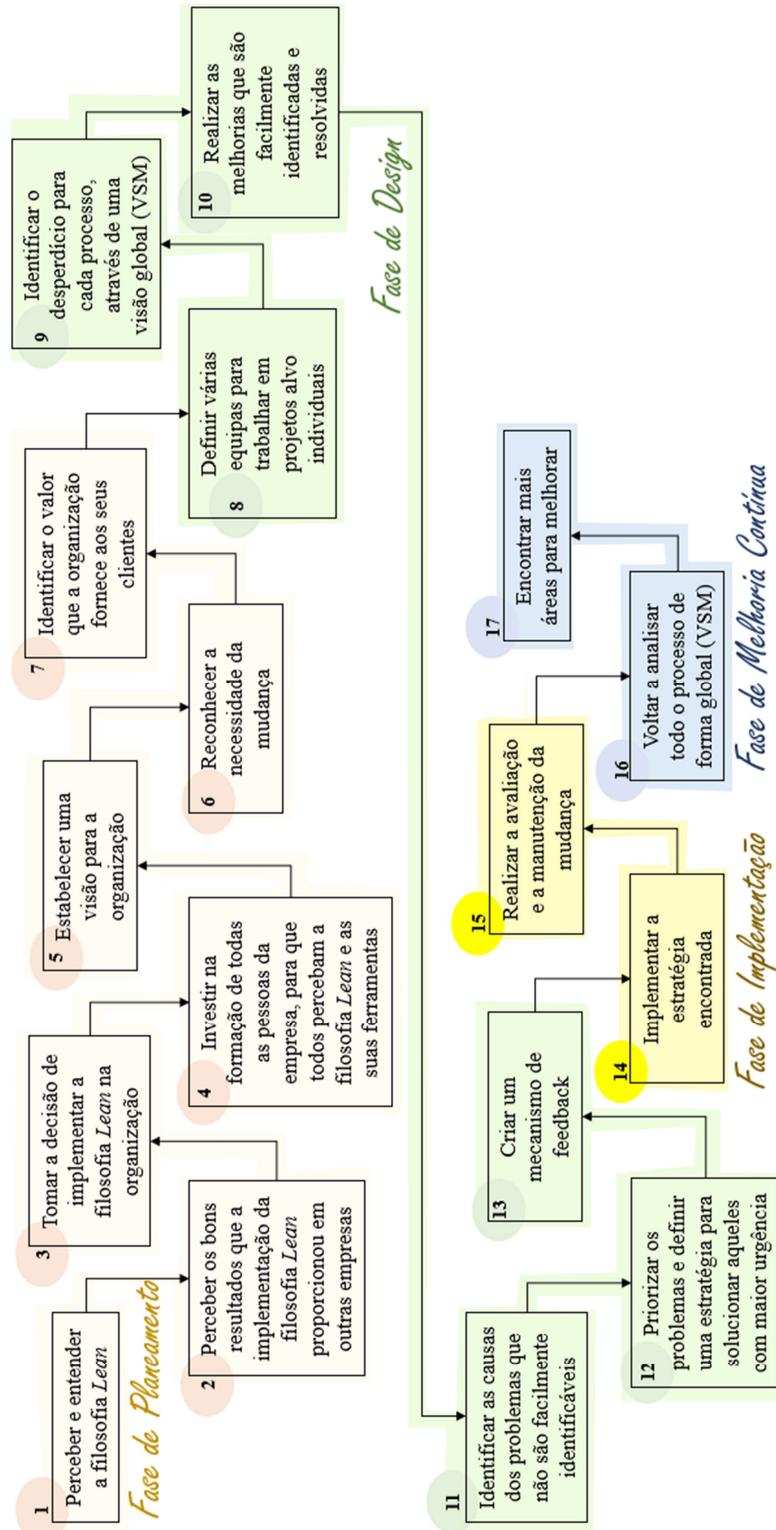 1
Perceber e entender
a filosofia Lean
Fase de Planeamento
2
Perceber os bons
resultados que a
implementação da
filosofia Lean
proporcionou em
outras empresas
3
Tomar a decisão de
implementar a
filosofia Lean na
organização
4
Investir na
formação de todas
as pessoas da
empresa, para que
todos percebam a
filosofia Lean e as
suas ferramentas
5
Estabelecer uma
visão para a
organização
6
Reconhecer a
necessidade da
mudança
7
Identificar o valor
que a organização
fornece aos seus
clientes
8
Definir várias
equipas para
trabalhar em
projetos alvo
individuais
9
Identificar o
desperdício para
cada processo,
através de uma
visão global (VSM)
10
Realizar as
melhorias que são
facilmente
identificadas e
resolvidas
Fase de Design
11
Identificar as causas
dos problemas que
não são facilmente
identificáveis
12
Priorizar os
problemas e definir
uma estratégia para
solucionar aqueles
com maior urgência
13
Criar um
mecanismo de
feedback
14
Implementar a
estratégia
encontrada
15
Realizar a avaliação
e a manutenção da
mudança
Fase de Implementação
16
Voltar a analisar
todo o processo de
forma global (VSM)
17
Encontrar mais
áreas para melhorar
Fase de Melhoria Contínua